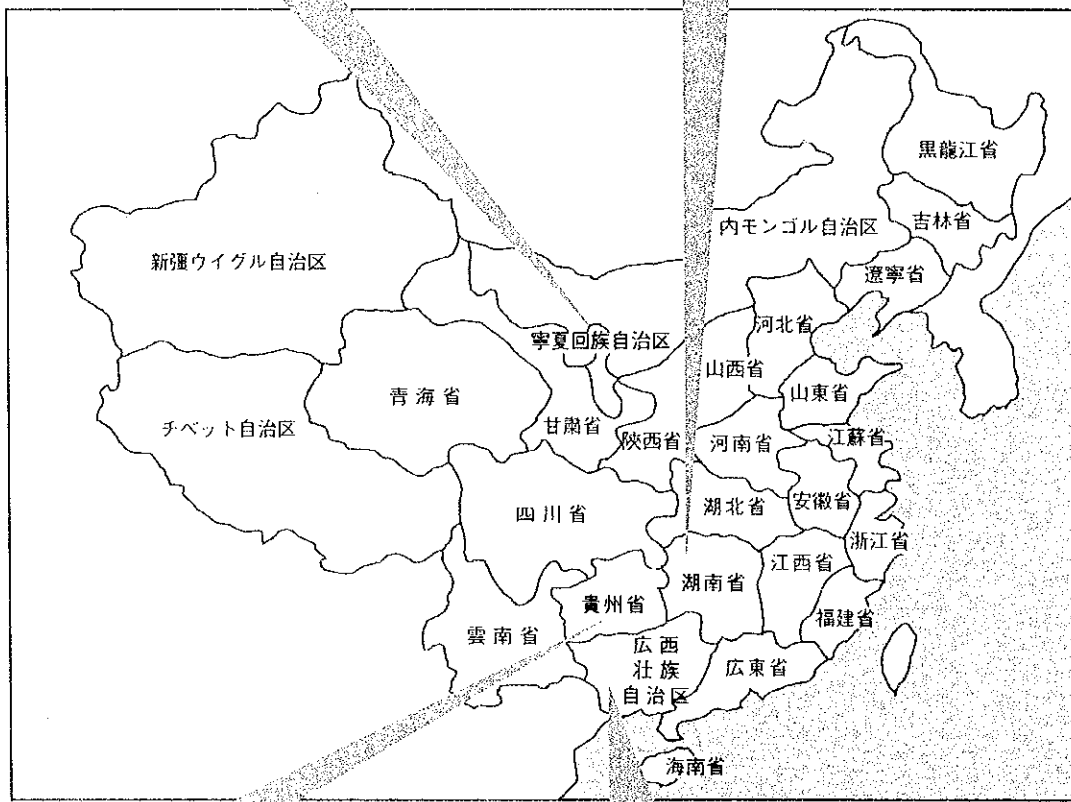 黒龍江省
内モンゴル自治区
吉林省
新疆ウイグル自治区
遼寧省
河北省
寧夏回族自治区
山西省
青海省
山東省
チベット自治区
甘粛省
陝西省
河南省
江蘇省
四川省
湖北省
安徽省
浙江省
江西省
湖南省
貴州省
福建省
雲南省
広西
壮族
自治区
広東省
海南省